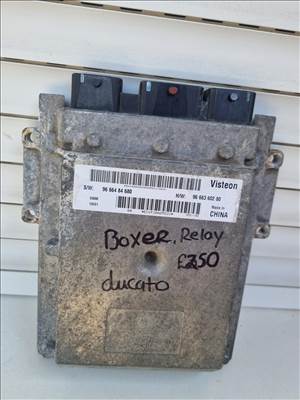 Visteon
S/W: 96 664 84 680 H/W: 96 663 602 80
Made in
CHINA
Boxer, Relay
£250
ducato